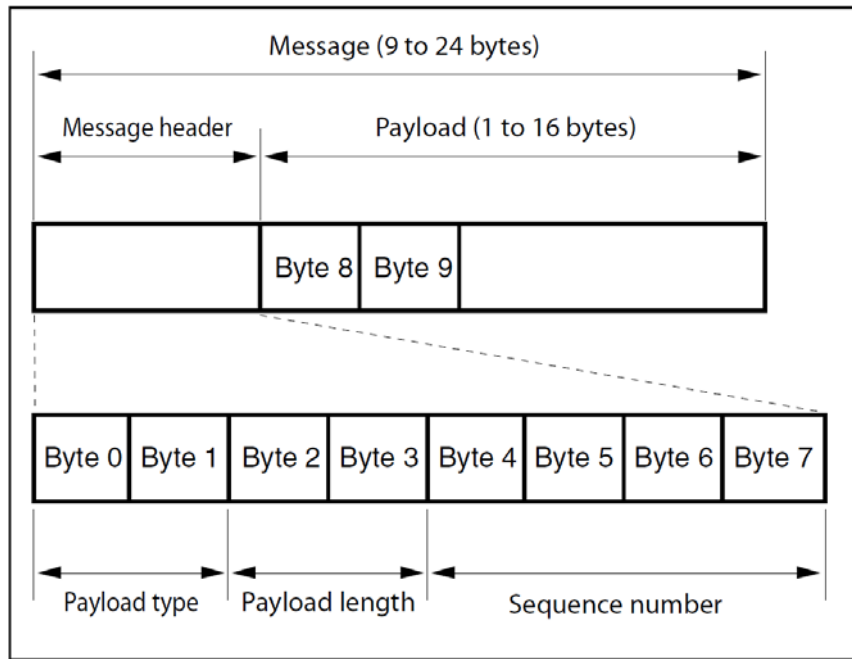 Message (9 to 24 bytes)
Message header Payload (1 to 16 bytes)
Byte 8 Byte 9
Byte 0 Byte 1 Byte 2 Byte 3 Byte 4 Byte 5 Byte 6 Byte 7
Payload type Payload length Sequence number